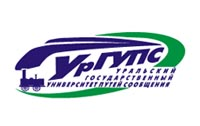 УрГУПС
УРАЛЬСКИЙ
ГОСУДАРСТВЕННЫЙ
УНИВЕРСИТЕТ ПУТЕЙ СООБЩЕНИЯ